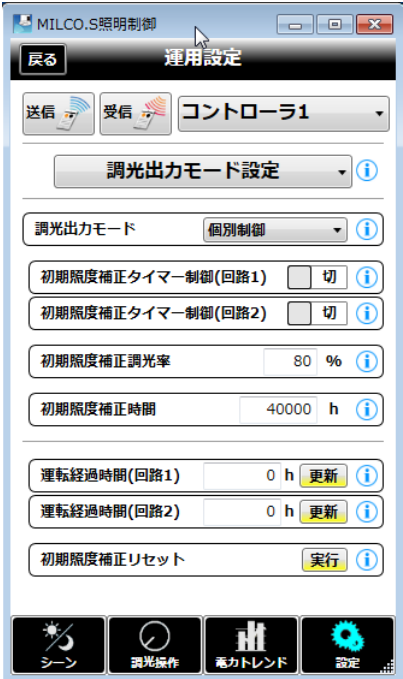 MILCO.S照明制御
戻る 運用設定
送信 受信 コントローラ1
調光出力モード設定
調光出力モード 個別制御
初期照度補正タイマー制御(回路1) 切
初期照度補正タイマー制御(回路2) 切
初期照度補正調光率 80 %
初期照度補正時間 40000 h
運転経過時間(回路1) 0 h 更新
運転経過時間(回路2) 0 h 更新
初期照度補正リセット 実行
シーン 調光操作 電力トレンド 設定